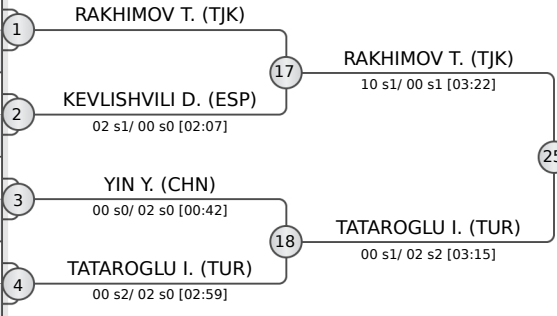 RAKHIMOV T. (TJK)
1
17
RAKHIMOV T. (TJK)
10 s1/ 00 s1 [03:22]
KEVLISHVILI D. (ESP)
2
02 s1/ 00 s0 [02:07]
25
YIN Y. (CHN)
3
00 s0/ 02 s0 [00:42]
18
TATAROGLU I. (TUR)
00 s1/ 02 s2 [03:15]
TATAROGLU I. (TUR)
4
00 s2/ 02 s0 [02:59]